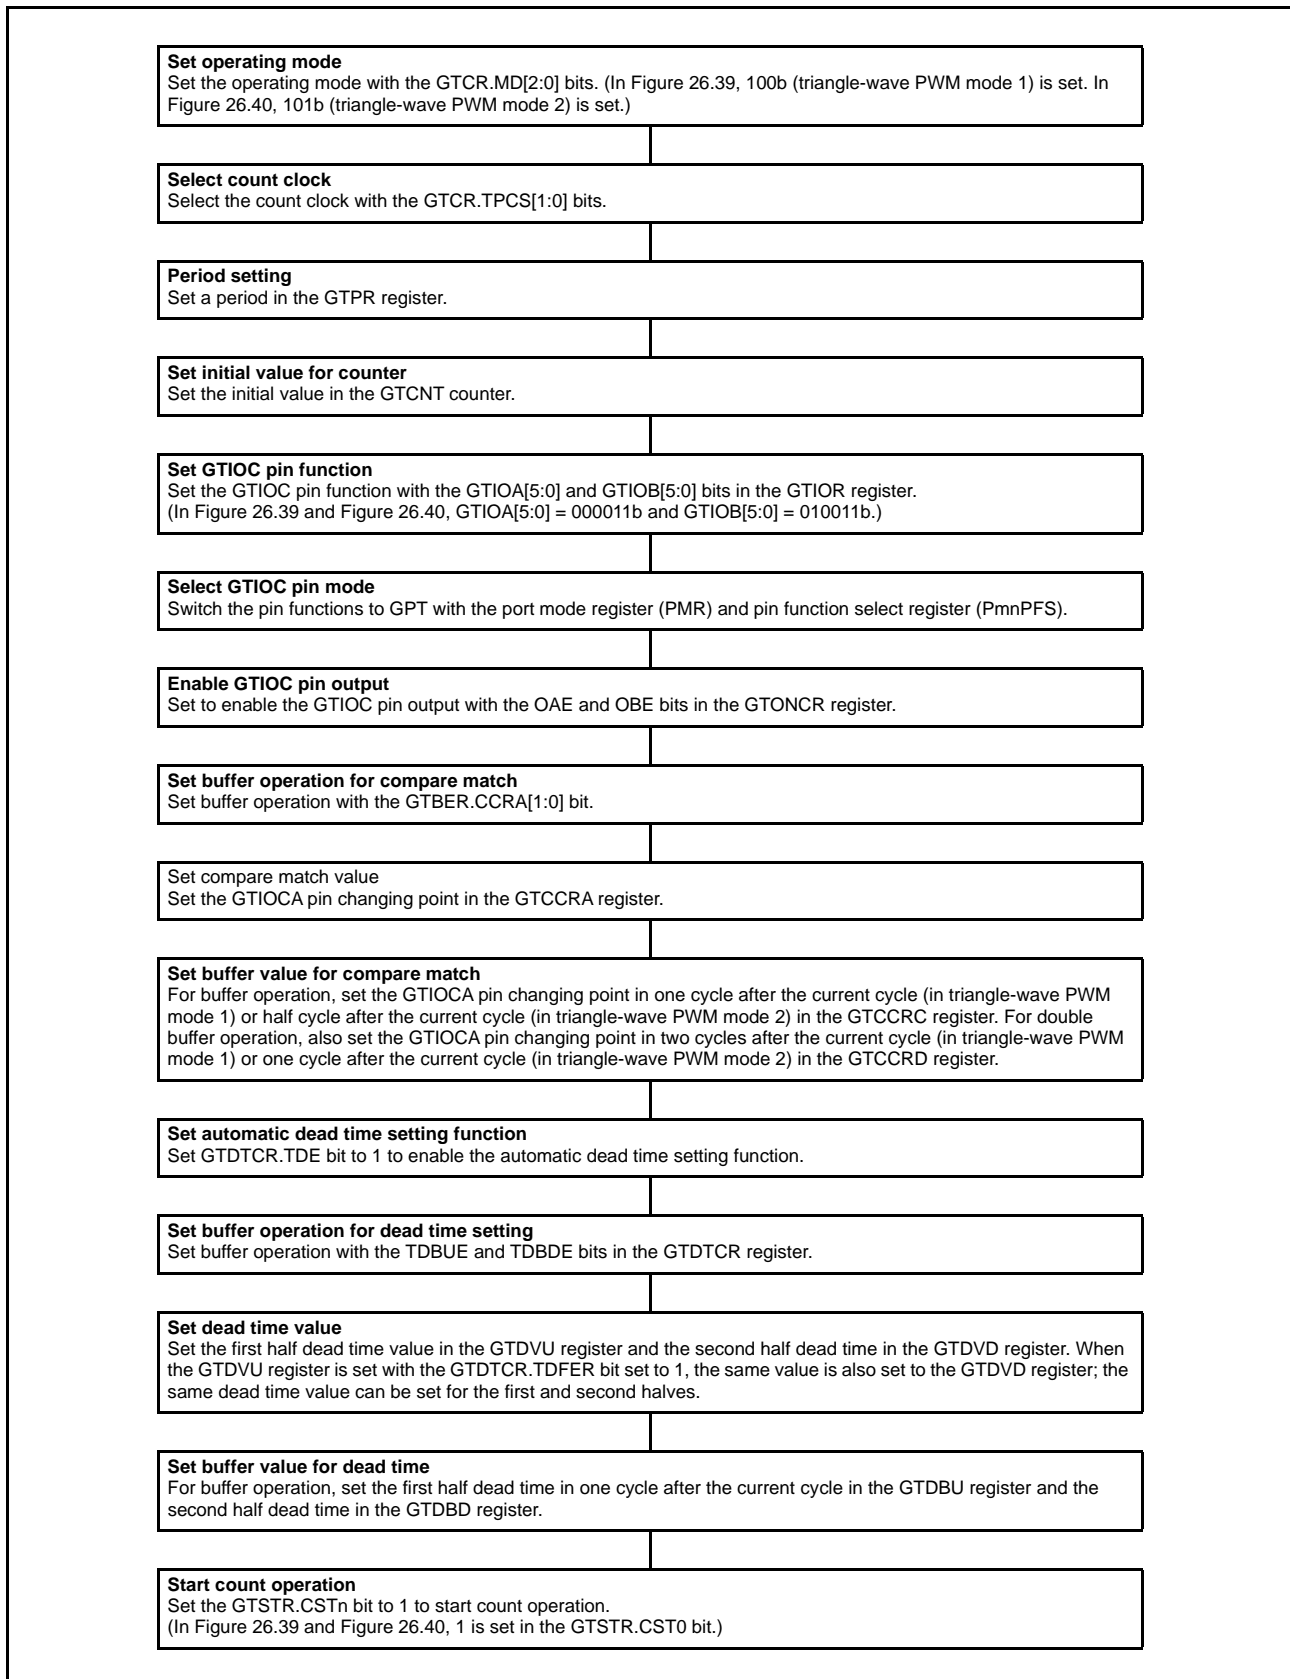 Set operating mode
Set the operating mode with the GTCR.MD[2:0] bits. (In Figure 26.39, 100b (triangle-wave PWM mode 1) is set. In
Figure 26.40, 101b (triangle-wave PWM mode 2) is set.)
Select count clock
Select the count clock with the GTCR.TPCS[1:0] bits.
Period setting
Set a period in the GTPR register.
Set initial value for counter
Set the initial value in the GTCNT counter.
Set GTIOC pin function
Set the GTIOC pin function with the GTIOA[5:0] and GTIOB[5:0] bits in the GTIOR register.
(In Figure 26.39 and Figure 26.40, GTIOA[5:0] = 000011b and GTIOB[5:0] = 010011b.)
Select GTIOC pin mode
Switch the pin functions to GPT with the port mode register (PMR) and pin function select register (PmnPFS).
Enable GTIOC pin output
Set to enable the GTIOC pin output with the OAE and OBE bits in the GTONCR register.
Set buffer operation for compare match
Set buffer operation with the GTBER.CCRA[1:0] bit.
Set compare match value
Set the GTIOCA pin changing point in the GTCCRA register.
Set buffer value for compare match
For buffer operation, set the GTIOCA pin changing point in one cycle after the current cycle (in triangle-wave PWM
mode 1) or half cycle after the current cycle (in triangle-wave PWM mode 2) in the GTCCRC register. For double
buffer operation, also set the GTIOCA pin changing point in two cycles after the current cycle (in triangle-wave PWM
mode 1) or one cycle after the current cycle (in triangle-wave PWM mode 2) in the GTCCRD register.
Set automatic dead time setting function
Set GTDTCR.TDE bit to 1 to enable the automatic dead time setting function.
Set buffer operation for dead time setting
Set buffer operation with the TDBUE and TDBDE bits in the GTDTCR register.
Set dead time value
Set the first half dead time value in the GTDVU register and the second half dead time in the GTDVD register. When
the GTDVU register is set with the GTDTCR.TDFER bit set to 1, the same value is also set to the GTDVD register; the
same dead time value can be set for the first and second halves.
Set buffer value for dead time
For buffer operation, set the first half dead time in one cycle after the current cycle in the GTDBU register and the
second half dead time in the GTDBD register.
Start count operation
Set the GTSTR.CSTn bit to 1 to start count operation.
(In Figure 26.39 and Figure 26.40, 1 is set in the GTSTR.CST0 bit.)